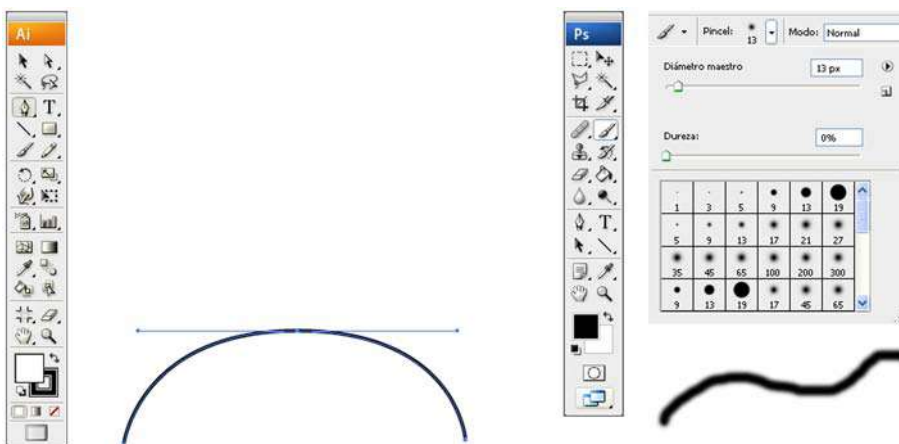 Ai
T
Ps
T
Pincel: 13 Modo: Normal
Diámetro maestro 13 px
Dureza: 0%
1 3 5 9 13 19
5 9 13 17 21 27
35 45 65 100 200 300
9 13 19 17 45 65